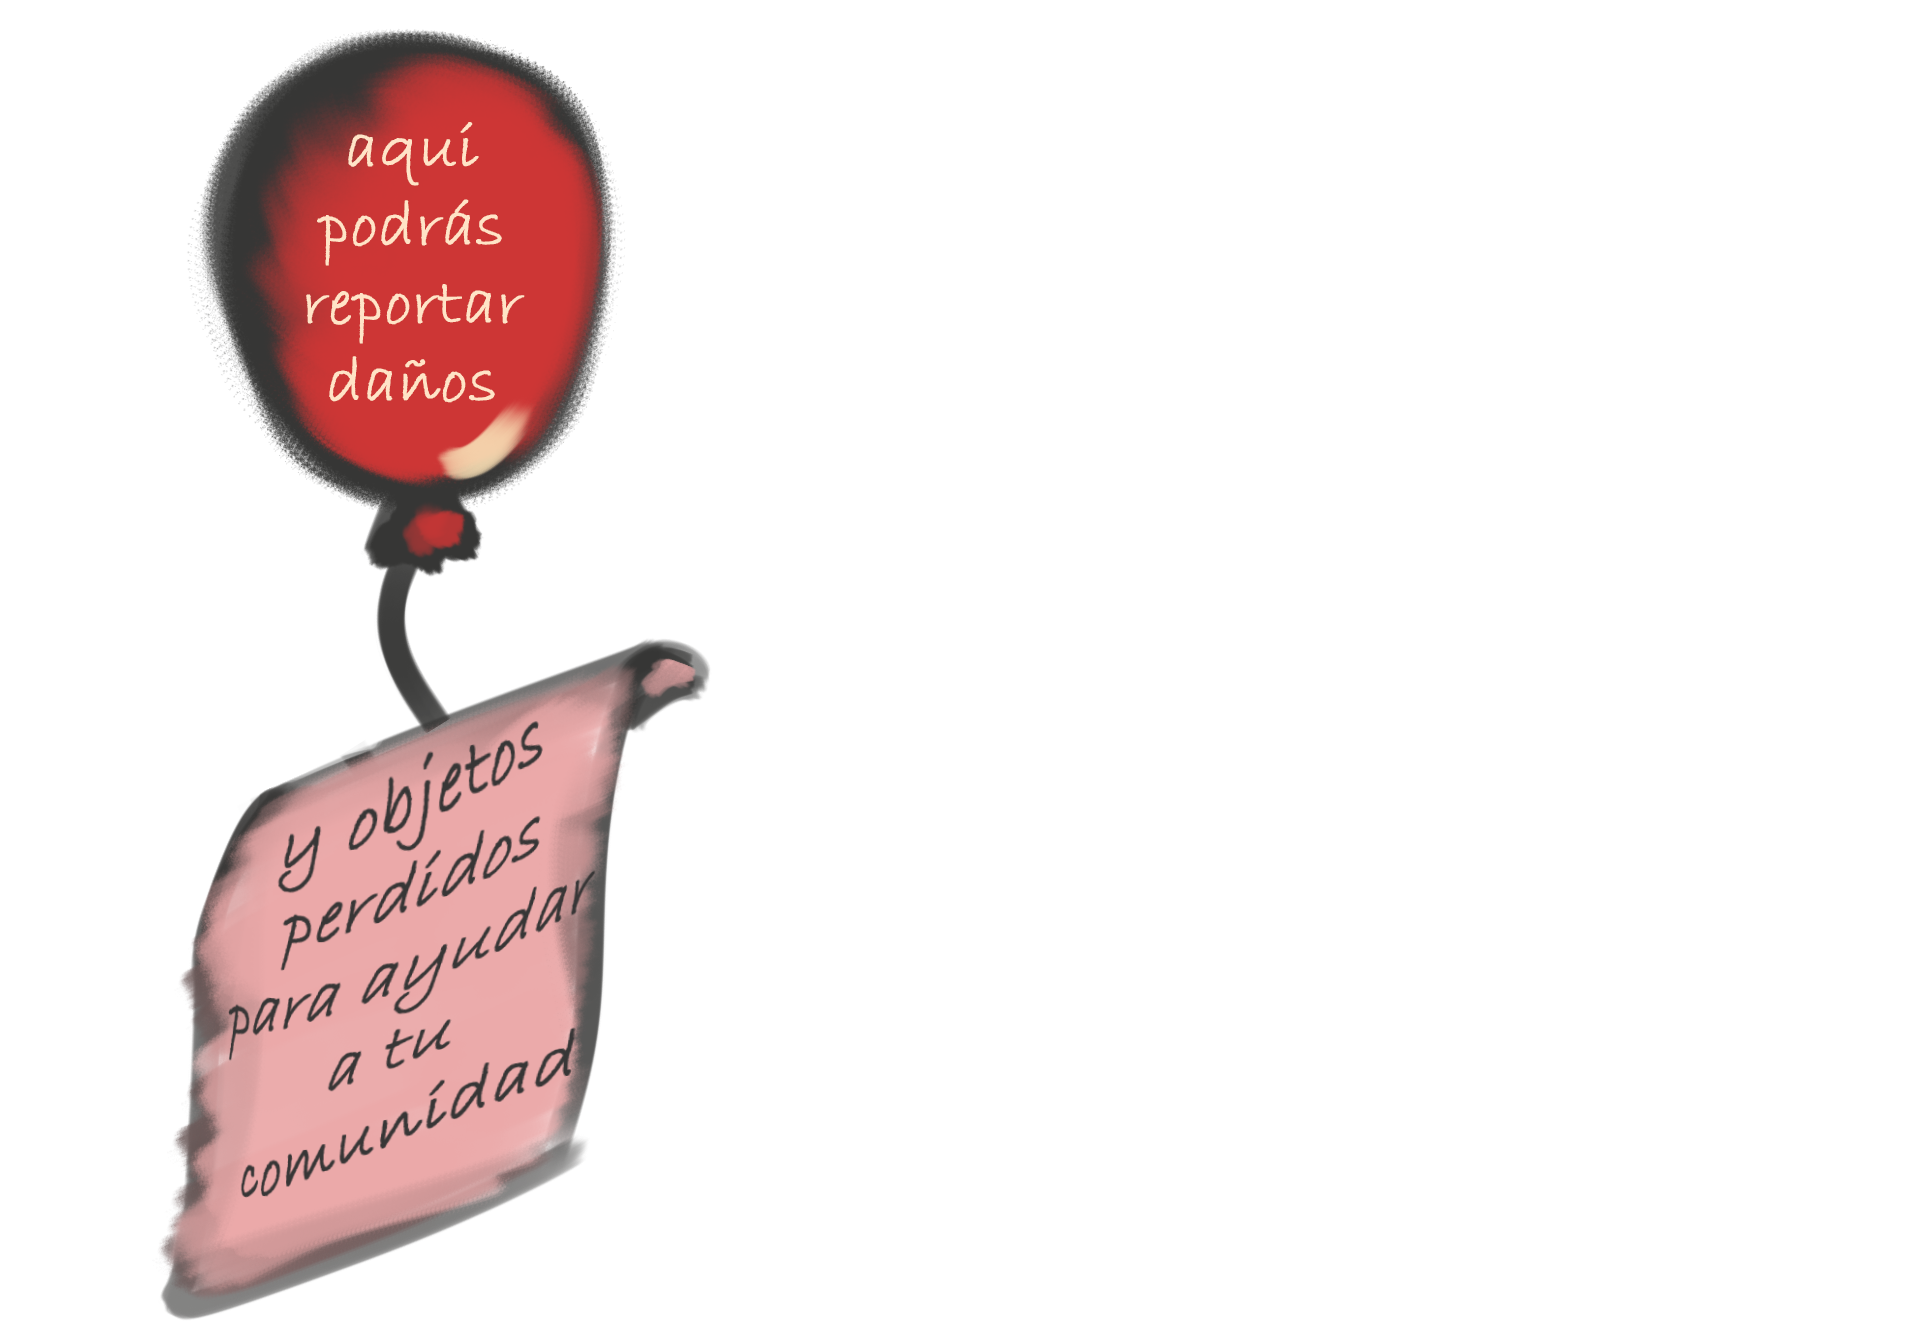 aquí
podrás
reportar
daños
y objetos
perdidos
para ayudar
a tu
comunidad